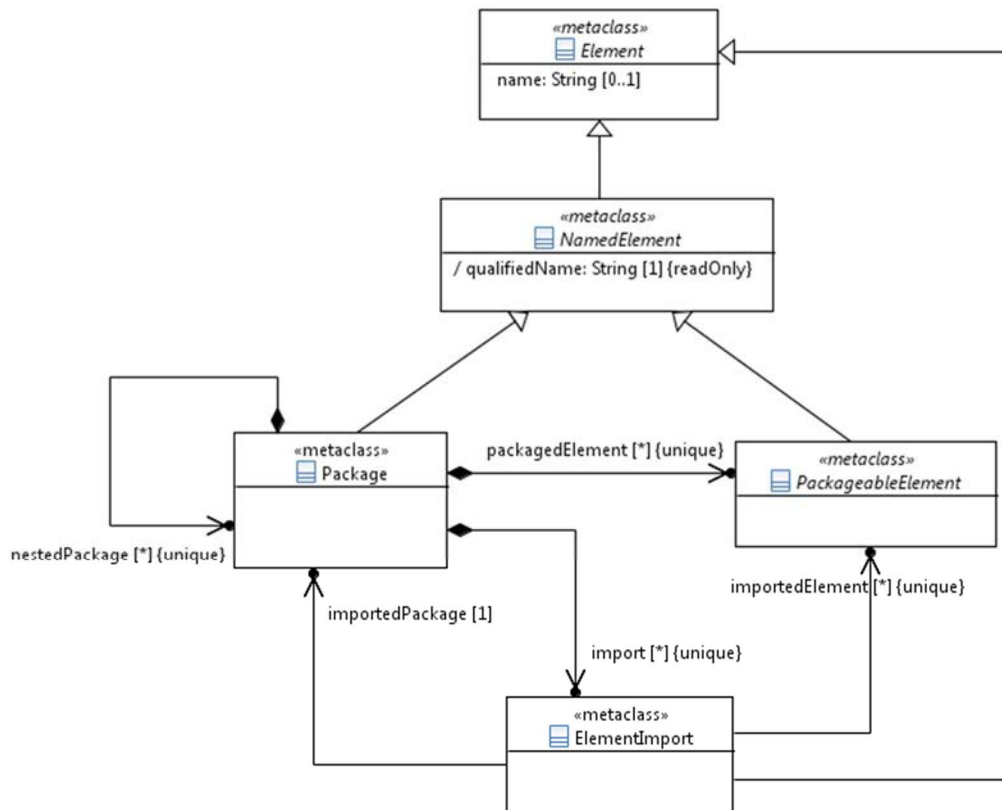 «metaclass»
Element
name: String [0..1]
«metaclass»
NamedElement
/ qualifiedName: String [1] {readOnly}
«metaclass»
Package
packagedElement [*] {unique}
«metaclass»
PackageableElement
nestedPackage [*] {unique}
importedPackage [1]
importedElement [*] {unique}
import [*] {unique}
«metaclass»
ElementImport